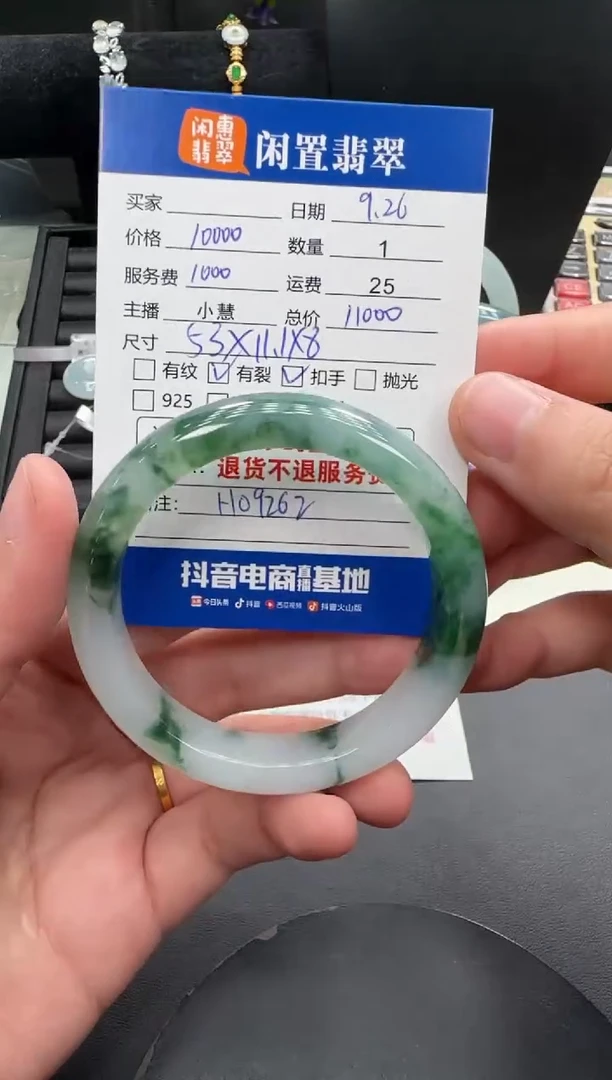 闲惠翡翠 闲置翡翠
买家 日期 9.26
价格 10000 数量 1
服务费 1000 运费 25
主播 小慧 总价 11000
尺寸 53X11.1X8
有纹 有裂 扣手 抛光
925
退货不退服务费
注: H09262
抖音电商直播基地
今日头条 抖音 西瓜视频 抖音火山版